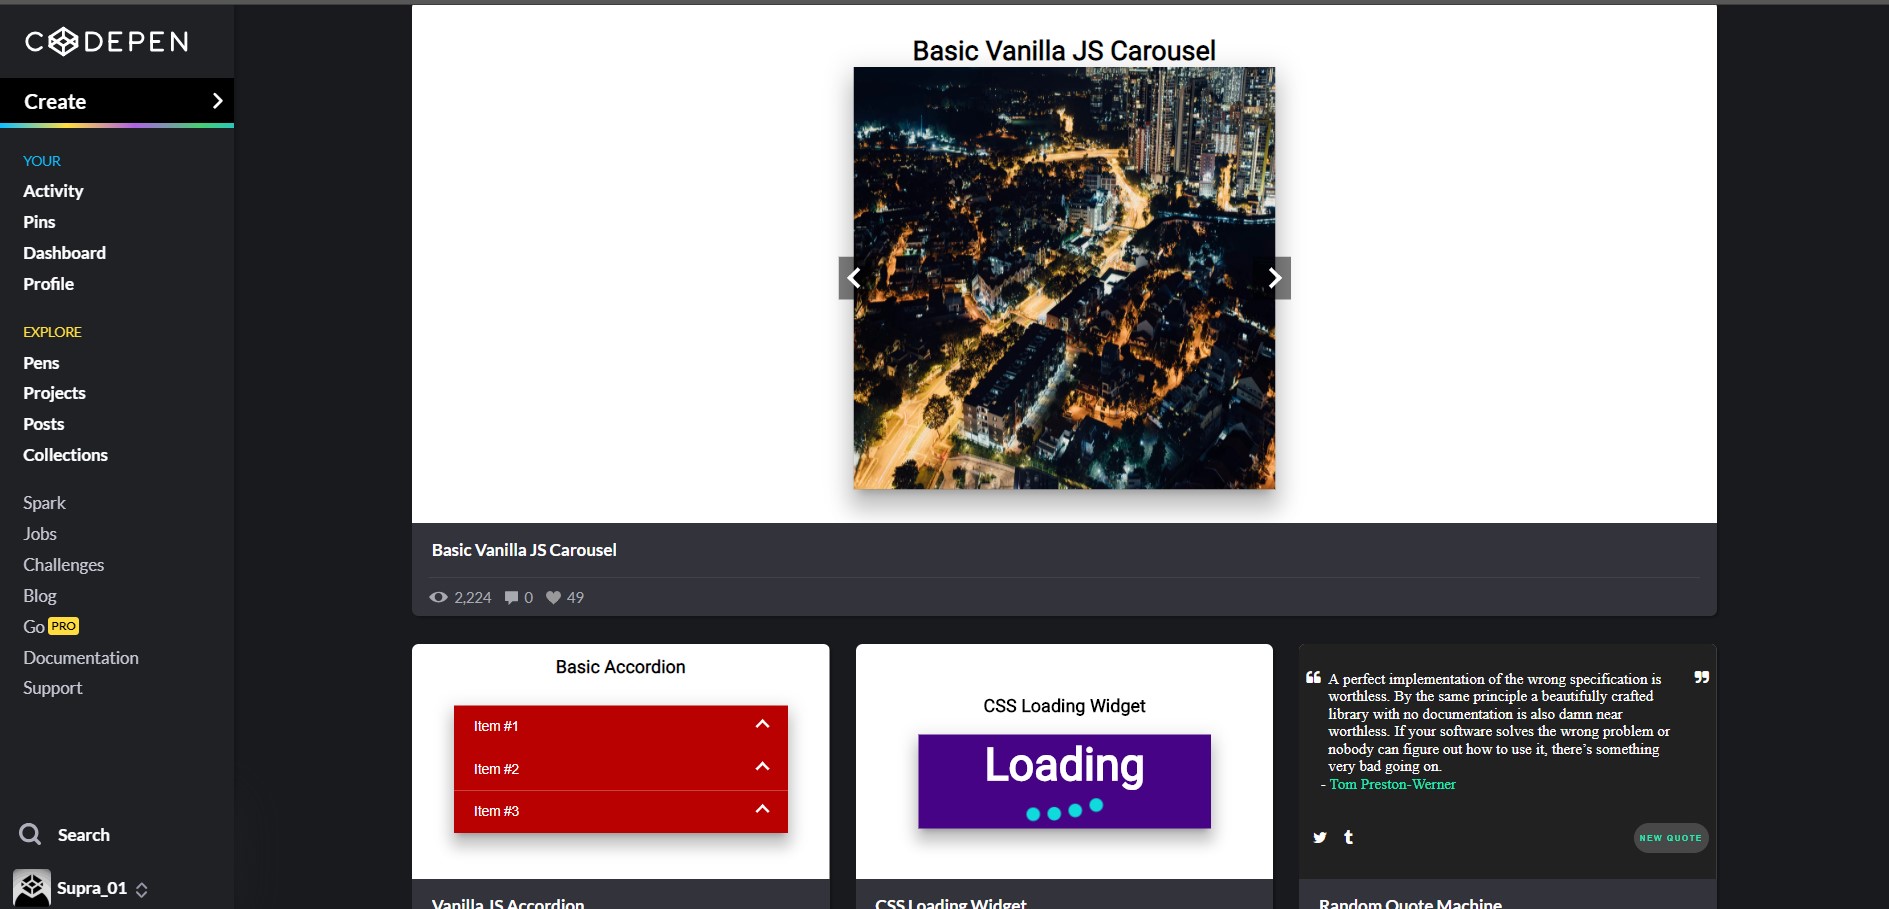 CODEPEN
Create
YOUR
Activity
Pins
Dashboard
Profile
EXPLORE
Pens
Projects
Posts
Collections
Spark
Jobs
Challenges
Blog
Go PRO
Documentation
Support
Search
Supra_01
Basic Vanilla JS Carousel
Basic Vanilla JS Carousel
2,224 0 49
Basic Accordion
Item #1
Item #2
Item #3
Vanilla JS Accordion
CSS Loading Widget
Loading
CSS Loading Widget
“ A perfect implementation of the wrong specification is ”
worthless. By the same principle a beautifully crafted
library with no documentation is also damn near
worthless. If your software solves the wrong problem or
nobody can figure out how to use it, there’s something
very bad going on.
- Tom Preston-Werner
NEW QUOTE
Random Quote Machine